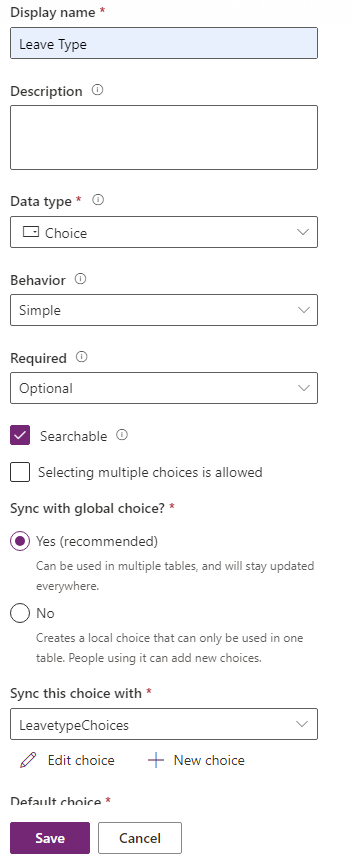 Display name *
Leave Type
Description
Data type *
Choice
Behavior
Simple
Required
Optional
Searchable
Selecting multiple choices is allowed
Sync with global choice? *
Yes (recommended)
Can be used in multiple tables, and will stay updated
everywhere.
No
Creates a local choice that can only be used in one
table. People using it can add new choices.
Sync this choice with *
LeavetypeChoices
Edit choice New choice
Default choice *
Save Cancel